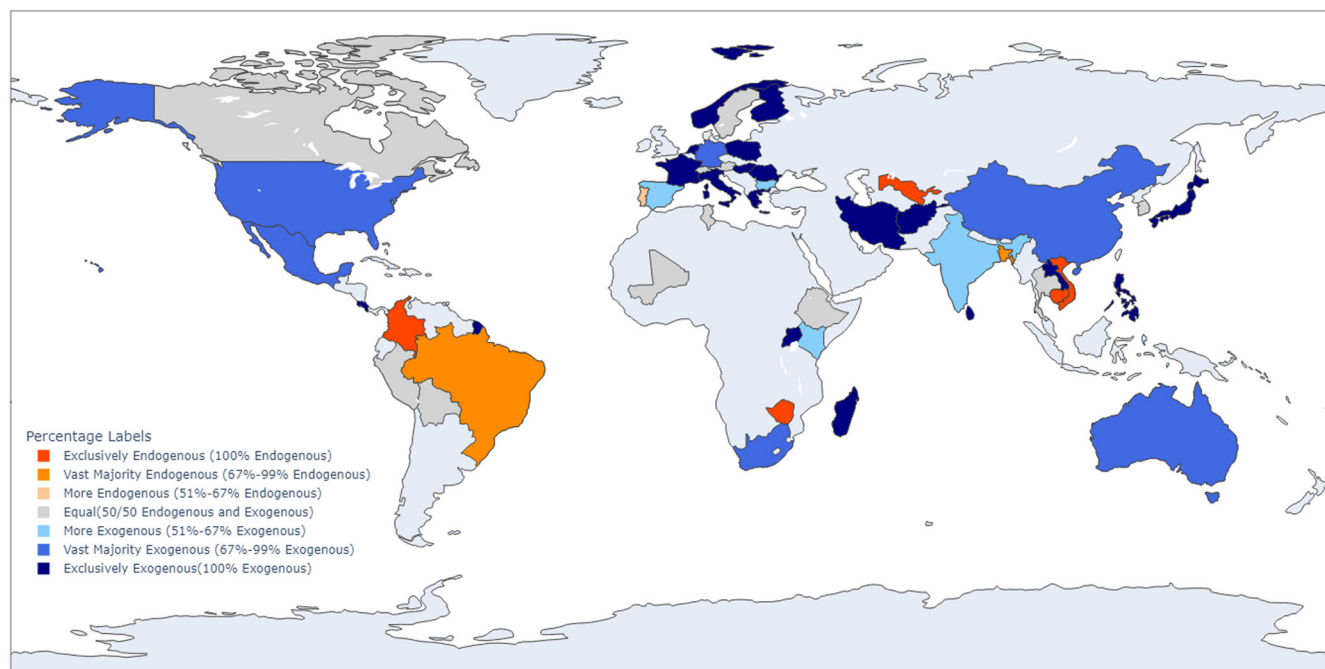 Percentage Labels
Exclusively Endogenous (100% Endogenous)
Vast Majority Endogenous (67%-99% Endogenous)
More Endogenous (51%-67% Endogenous)
Equal(50/50 Endogenous and Exogenous)
More Exogenous (51%-67% Exogenous)
Vast Majority Exogenous (67%-99% Exogenous)
Exclusively Exogenous(100% Exogenous)